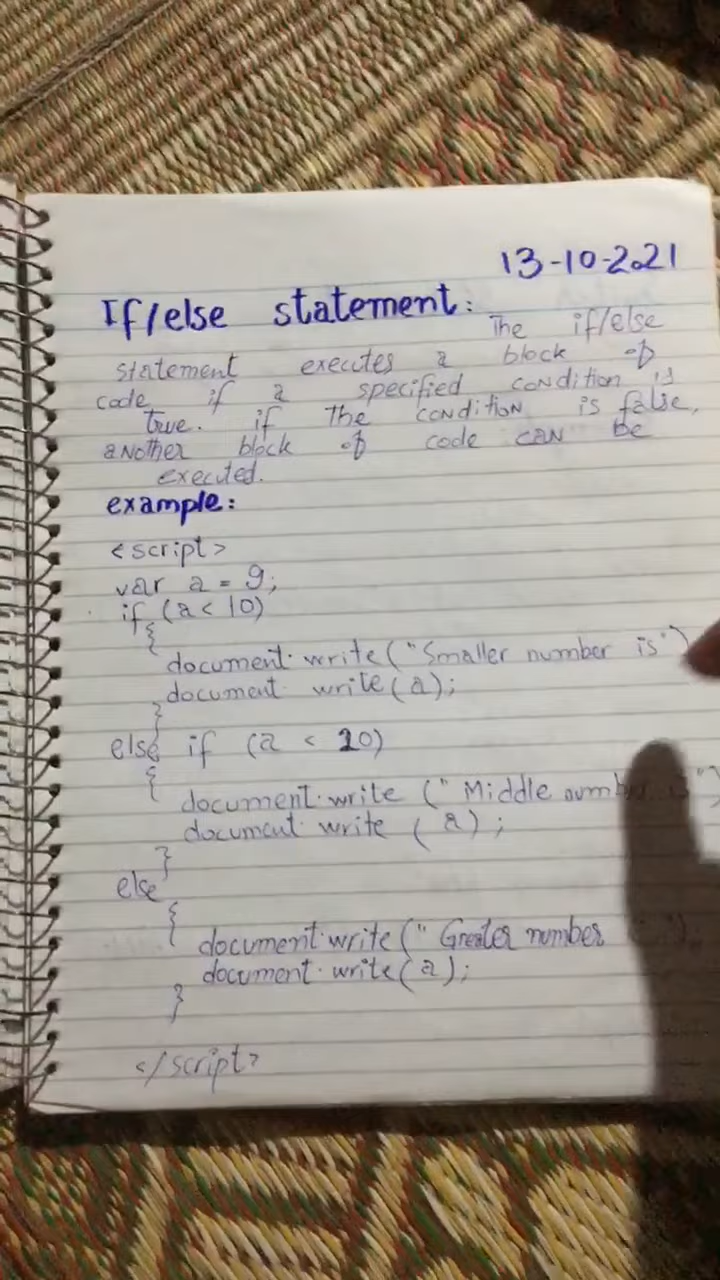 13-10-2021
If/else statement:
The if/else
statement executes a block of
code if a specified condition is
true. if the condition is false,
another block of code can be
executed.
example:
<script>
var a = 9;
if (a < 10)
{
document.write("Smaller number is")
document write(a);
}
else if (a < 20)
{
document.write ("Middle
document write (a);
}
else
{
document.write("Greater number
document.write(a);
}
</script>